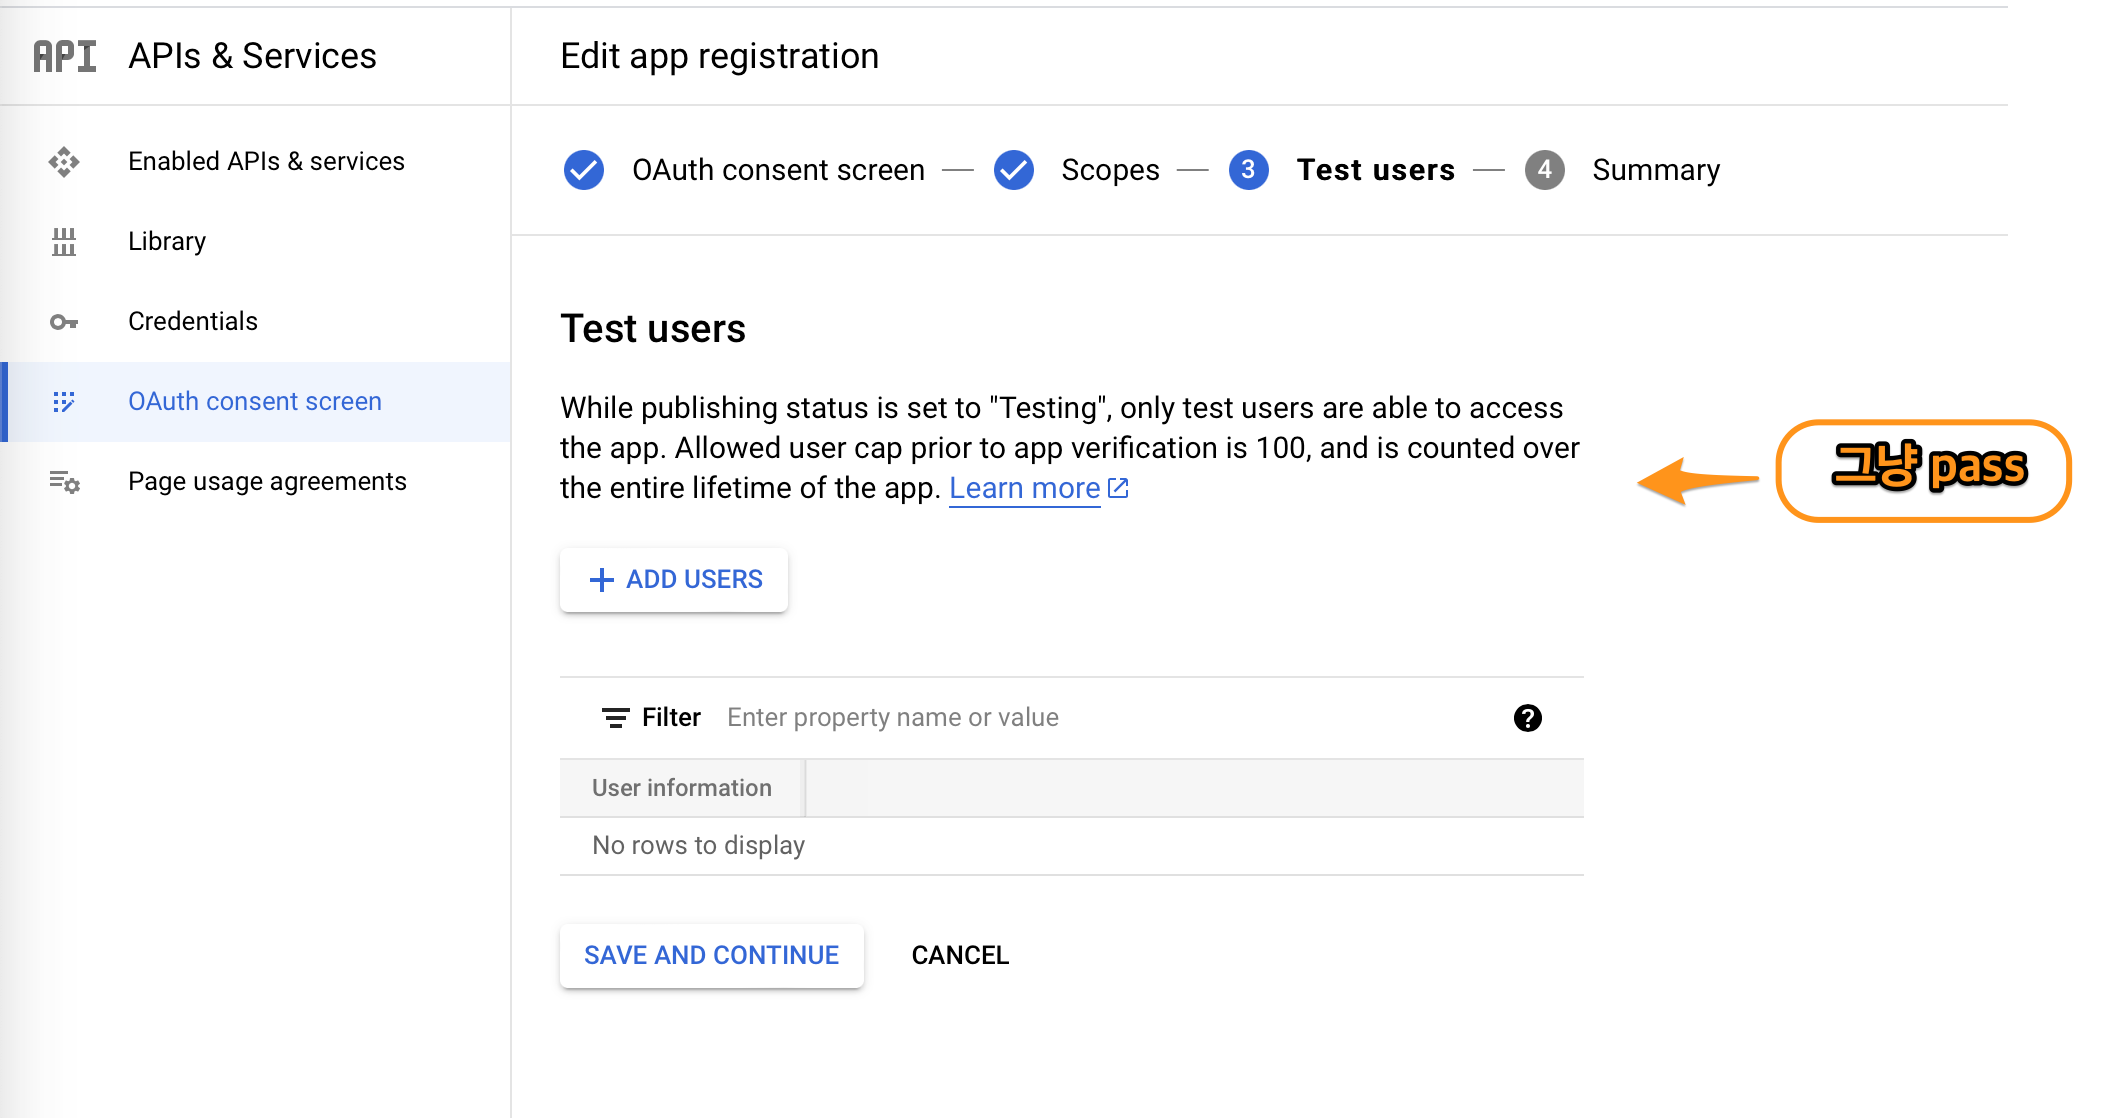 API APIs & Services
Edit app registration
Enabled APIs & services
Library
Credentials
OAuth consent screen
Page usage agreements
OAuth consent screen — Scopes — 3 Test users — 4 Summary
Test users
While publishing status is set to "Testing", only test users are able to access
the app. Allowed user cap prior to app verification is 100, and is counted over
the entire lifetime of the app. Learn more
그냥 pass
+ ADD USERS
Filter Enter property name or value ?
User information
No rows to display
SAVE AND CONTINUE CANCEL